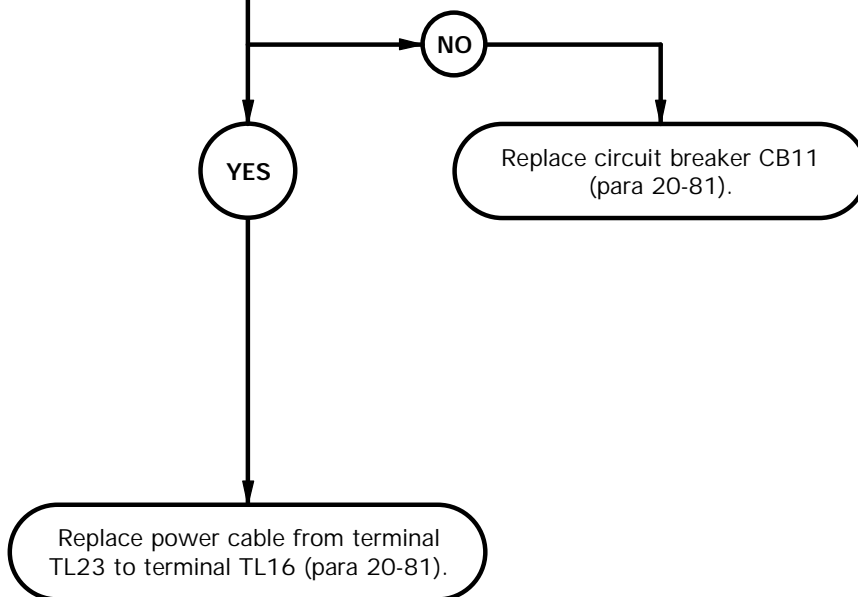 NO
YES
Replace circuit breaker CB11
(para 20-81).
Replace power cable from terminal
TL23 to terminal TL16 (para 20-81).